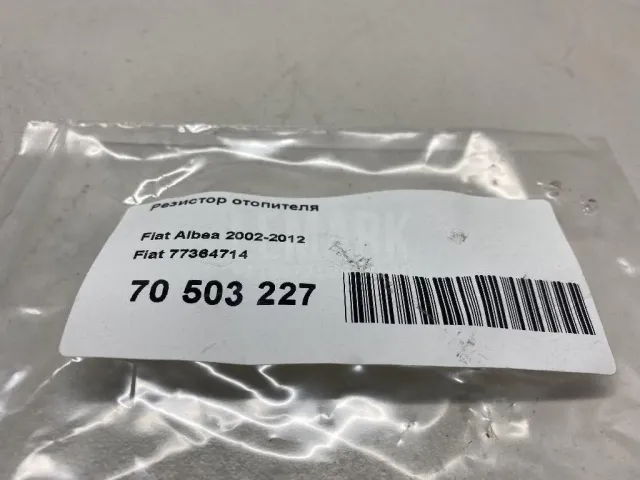 Резистор отопителя
Fiat Albea 2002-2012
Fiat 77364714
70 503 227